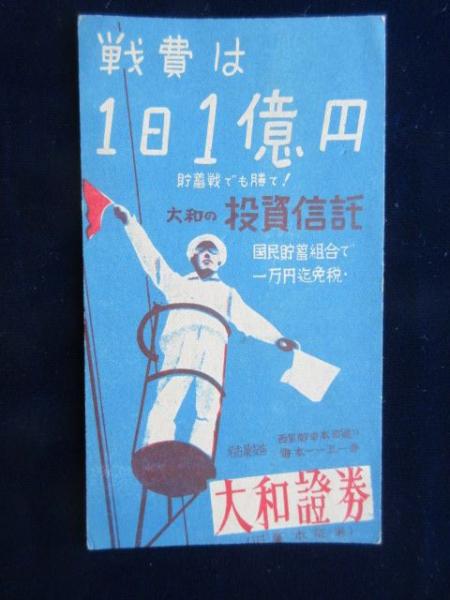 戦費は
1日1億円
貯蓄戦でも勝て!
大和の 投資信託
国民貯蓄組合で
一万円迄免税・
大和證券